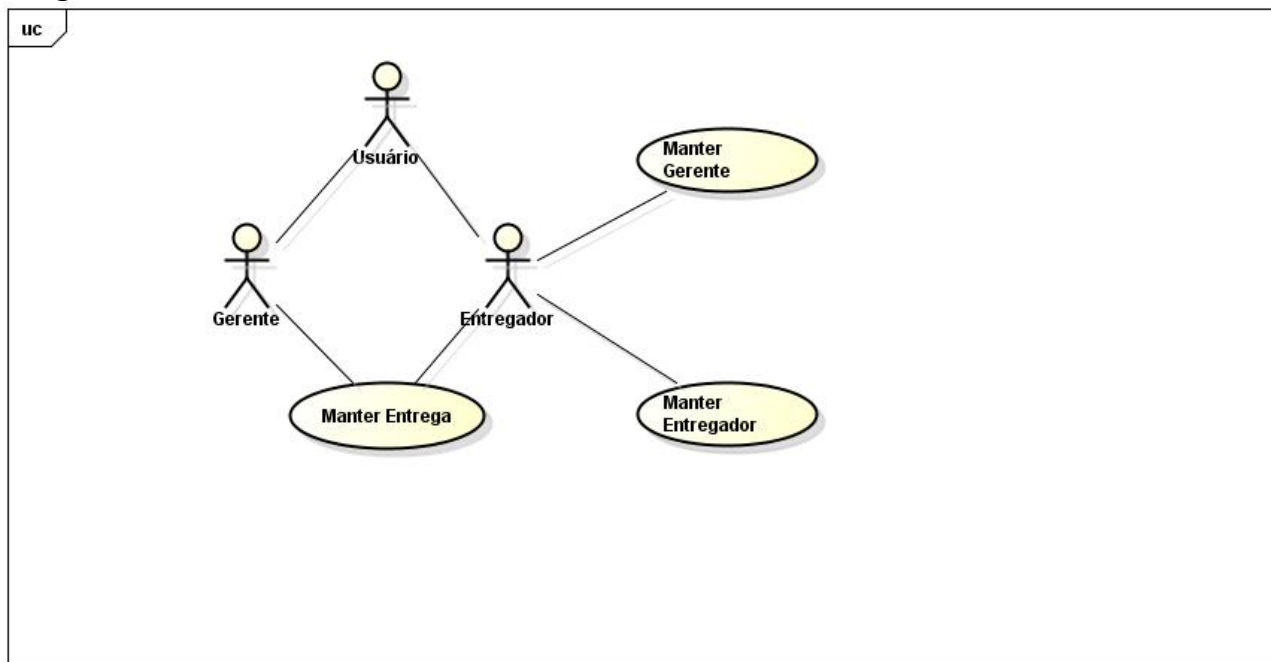 uc
Usuário
Manter
Gerente
Gerente
Entregador
Manter Entrega
Manter
Entregador